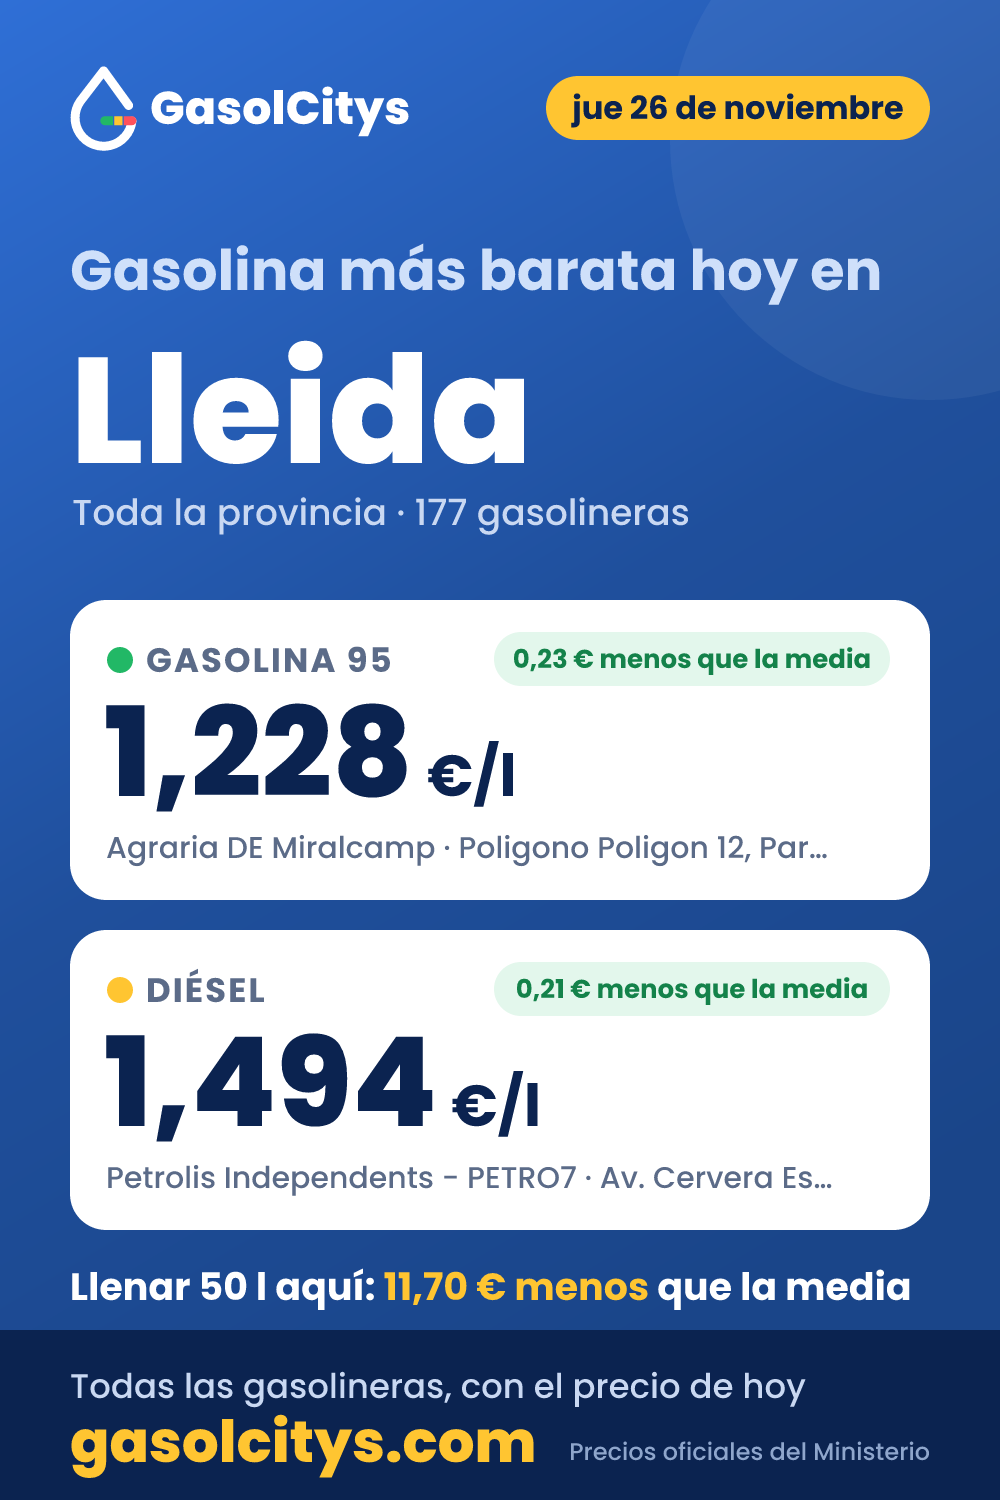 GasolCitys
jue 26 de noviembre
Gasolina más barata hoy en
Lleida
Toda la provincia · 177 gasolineras
GASOLINA 95
0,23 € menos que la media
1,228 €/l
Agraria DE Miralcamp · Poligono Poligon 12, Par...
DIÉSEL
0,21 € menos que la media
1,494 €/l
Petrolis Independents - PETRO7 · Av. Cervera Es...
Llenar 50 l aquí: 11,70 € menos que la media
Todas las gasolineras, con el precio de hoy
gasolcitys.com
Precios oficiales del Ministerio